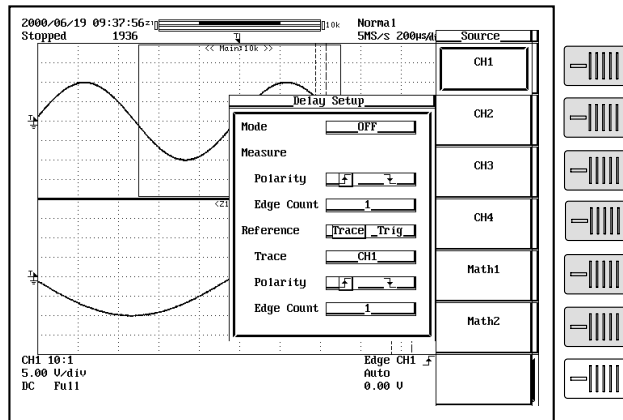 2000/06/19 09:37:56
10k
Normal
Stopped
1936
5MS/s 200µs/di
<< Main:10k >>
Source
CH1
CH2
CH3
CH4
Math1
Math2
Delay Setup
Mode OFF
Measure
Polarity
Edge Count 1
Reference Trace Trig
Trace CH1
Polarity
Edge Count 1
CH1 10:1
5.00 V/div
DC Full
Edge CH1
Auto
0.00 V